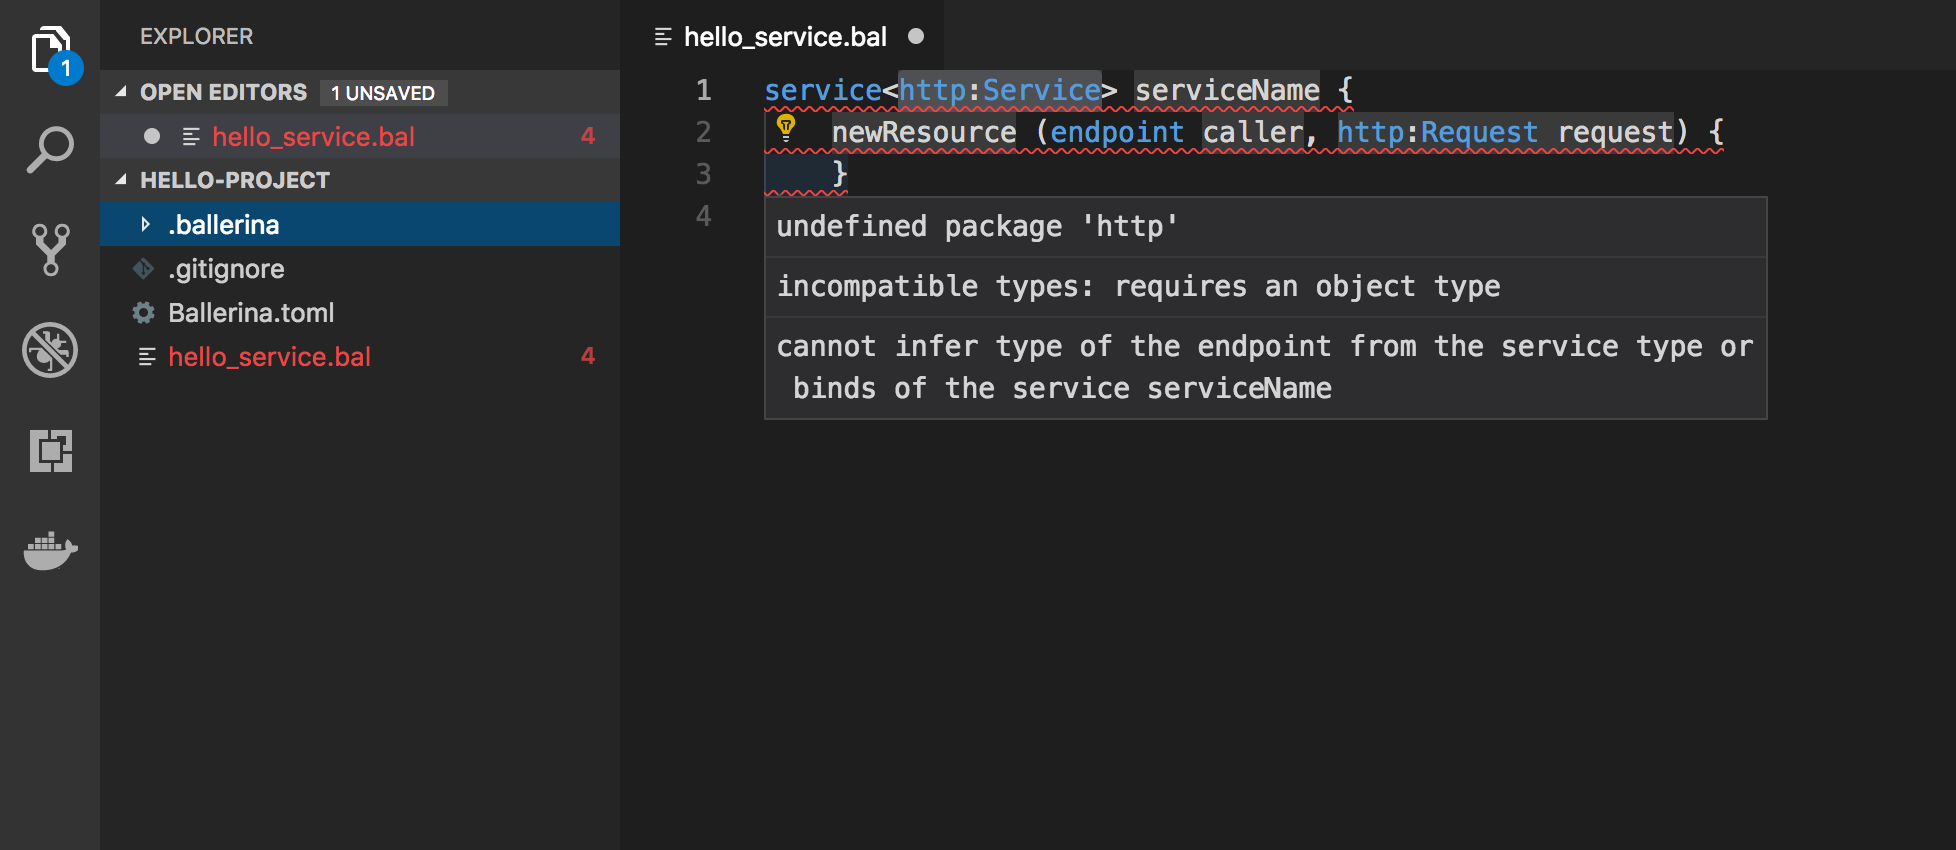 EXPLORER
1
OPEN EDITORS 1 UNSAVED
hello_service.bal 4
HELLO-PROJECT
.ballerina
.gitignore
Ballerina.toml
hello_service.bal 4
hello_service.bal
1 service<http:Service> serviceName {
2 newResource (endpoint caller, http:Request request) {
3 }
4
undefined package 'http'
incompatible types: requires an object type
cannot infer type of the endpoint from the service type or
binds of the service serviceName